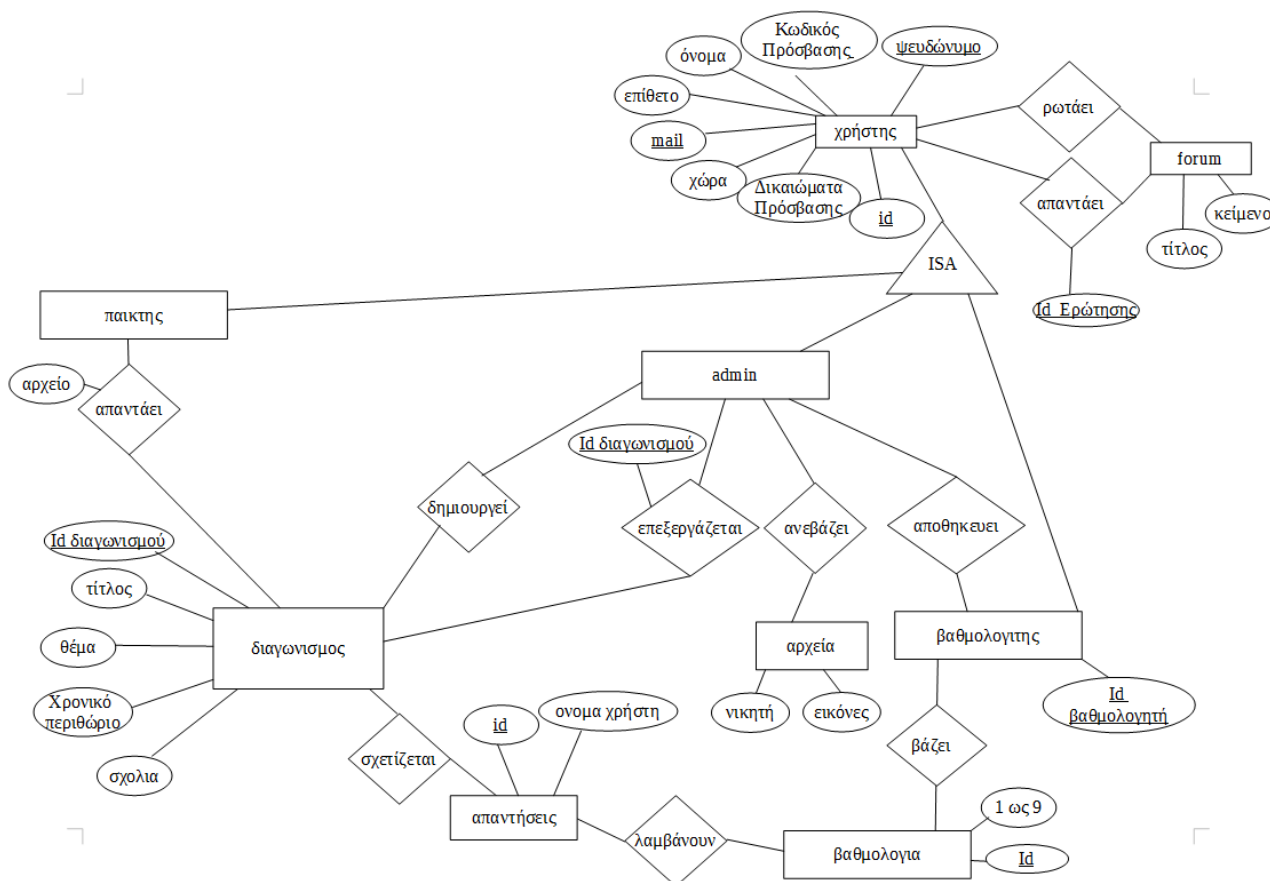 Κωδικός
Πρόσβασης
ψευδώνυμο
όνομα
επίθετο
mail
χώρα
Δικαιώματα
Πρόσβασης
id
χρήστης
ρωτάει
forum
απαντάει
κείμενο
τίτλος
Id Ερώτησης
ISA
παικτης
αρχείο
απαντάει
admin
Id διαγωνισμού
δημιουργεί
επεξεργάζεται
ανεβάζει
αποθηκευει
Id διαγωνισμού
τίτλος
θέμα
Χρονικό
περιθώριο
σχολια
διαγωνισμος
αρχεία
νικητή
εικόνες
βαθμολογιτης
Id
βαθμολογητή
σχετίζεται
id
ονομα χρήστη
βάζει
απαντήσεις
λαμβάνουν
βαθμολογια
1 ως 9
Id